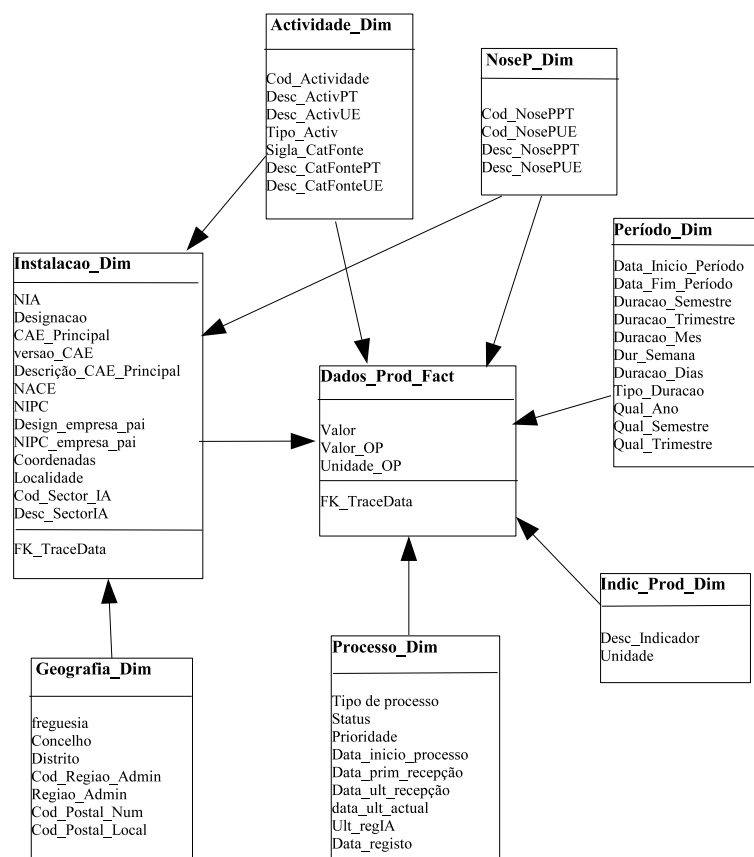 Actividade_Dim
Cod_Actividade
Desc_ActivPT
Desc_ActivUE
Tipo_Activ
Sigla_CatFonte
Desc_CatFontePT
Desc_CatFonteUE
NoseP_Dim
Cod_NosePPT
Cod_NosePUE
Desc_NosePPT
Desc_NosePUE
Período_Dim
Data_Inicio_Período
Data_Fim_Período
Duracao_Semestre
Duracao_Trimestre
Duracao_Mes
Dur_Semana
Duracao_Dias
Tipo_Duracao
Qual_Ano
Qual_Semestre
Qual_Trimestre
Instalacao_Dim
NIA
Designacao
CAE_Principal
versao_CAE
Descrição_CAE_Principal
NACE
NIPC
Design_empresa_pai
NIPC_empresa_pai
Coordenadas
Localidade
Cod_Sector_IA
Desc_SectorIA
FK_TraceData
Dados_Prod_Fact
Valor
Valor_OP
Unidade_OP
FK_TraceData
Indic_Prod_Dim
Desc_Indicador
Unidade
Geografia_Dim
freguesia
Concelho
Distrito
Cod_Regiao_Admin
Regiao_Admin
Cod_Postal_Num
Cod_Postal_Local
Processo_Dim
Tipo de processo
Status
Prioridade
Data_inicio_processo
Data_prim_recepção
Data_ult_recepção
data_ult_actual
Ult_regIA
Data_registo